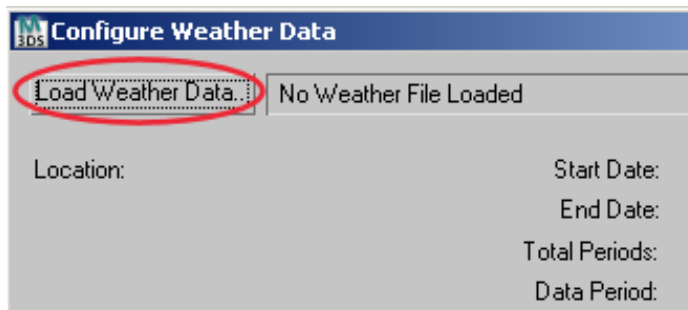 M 3DS Configure Weather Data
Load Weather Data.. No Weather File Loaded
Location: Start Date:
End Date:
Total Periods:
Data Period: